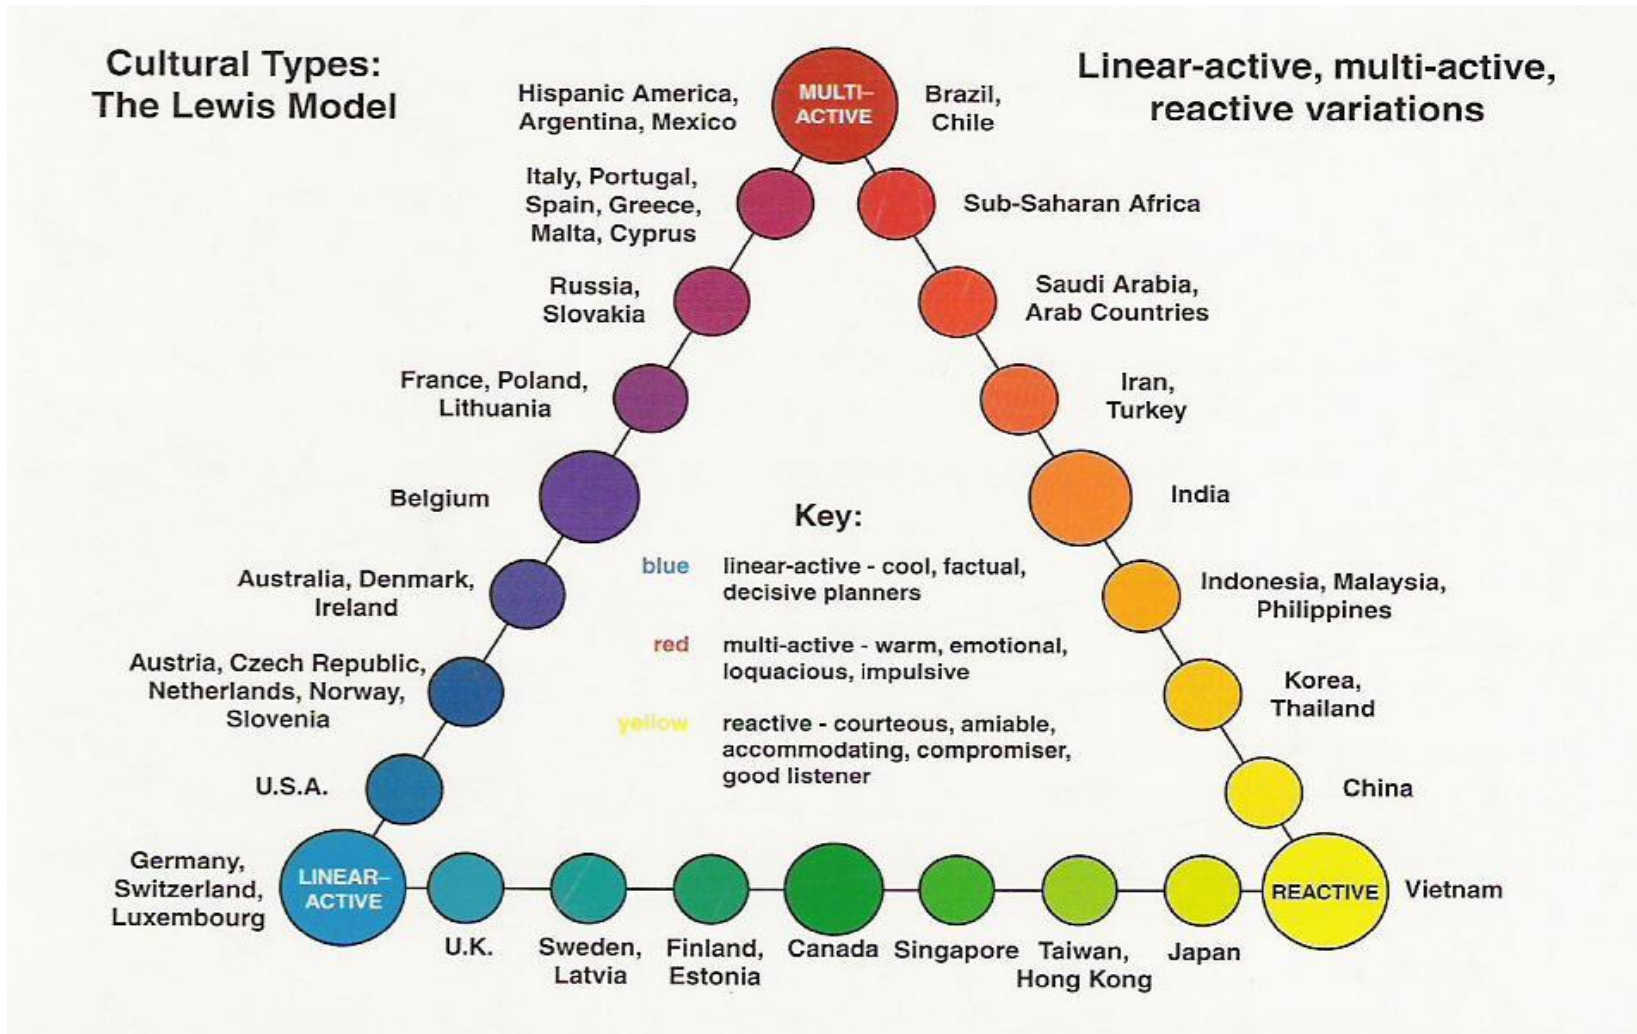 Cultural Types:
The Lewis Model
Linear-active, multi-active,
reactive variations
MULTI–
ACTIVE
Hispanic America,
Argentina, Mexico
Brazil,
Chile
Italy, Portugal,
Spain, Greece,
Malta, Cyprus
Sub-Saharan Africa
Russia,
Slovakia
Saudi Arabia,
Arab Countries
France, Poland,
Lithuania
Iran,
Turkey
Belgium
India
Australia, Denmark,
Ireland
Indonesia, Malaysia,
Philippines
Austria, Czech Republic,
Netherlands, Norway,
Slovenia
Korea,
Thailand
U.S.A.
China
Key:
blue linear-active - cool, factual,
decisive planners
red multi-active - warm, emotional,
loquacious, impulsive
yellow reactive - courteous, amiable,
accommodating, compromiser,
good listener
Germany,
Switzerland,
Luxembourg
LINEAR–
ACTIVE
REACTIVE
Vietnam
U.K.
Sweden,
Latvia
Finland,
Estonia
Canada
Singapore
Taiwan,
Hong Kong
Japan